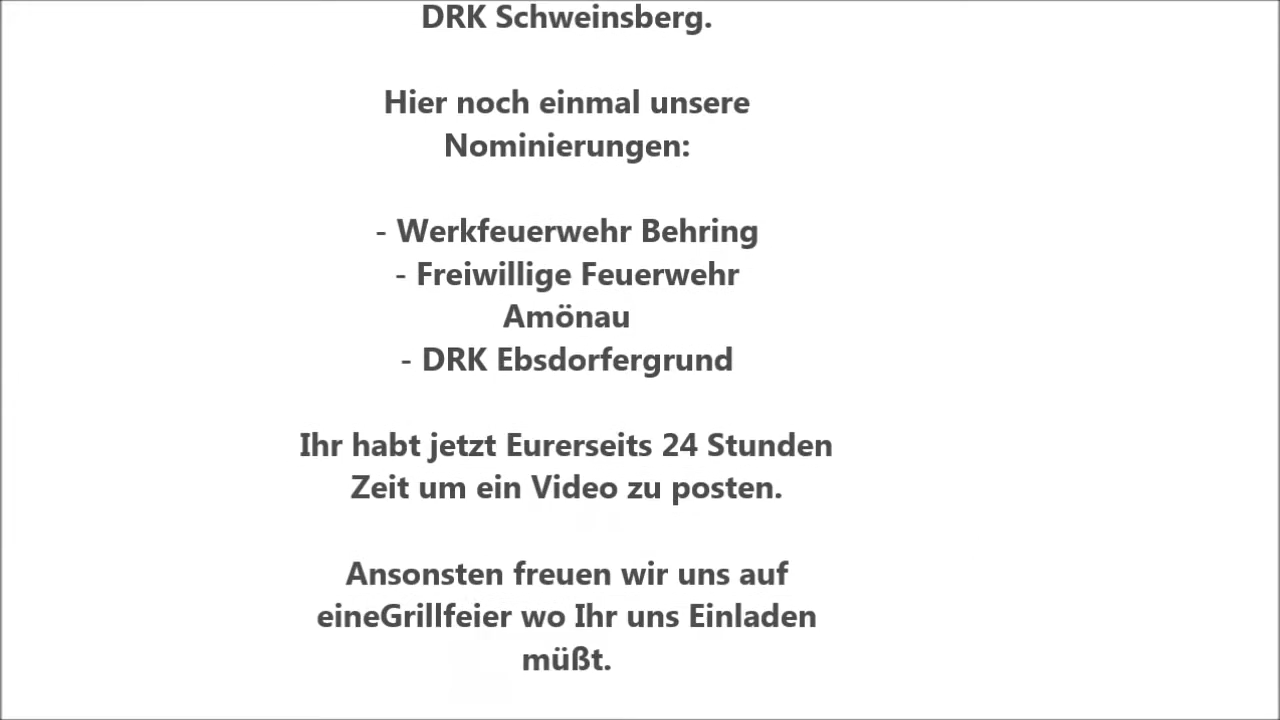 DRK Schweinsberg.
Hier noch einmal unsere
Nominierungen:
- Werkfeuerwehr Behring
- Freiwillige Feuerwehr
Amönau
- DRK Ebsdorfergrund
Ihr habt jetzt Eurerseits 24 Stunden
Zeit um ein Video zu posten.
Ansonsten freuen wir uns auf
eineGrillfeier wo Ihr uns Einladen
müßt.